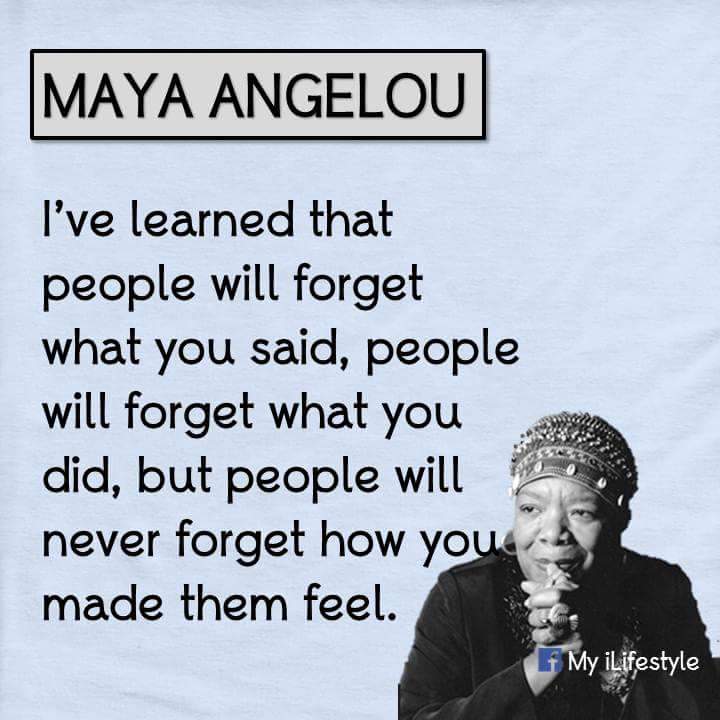 MAYA ANGELOU
I've learned that
people will forget
what you said, people
will forget what you
did, but people will
never forget how you
made them feel.
f My iLifestyle